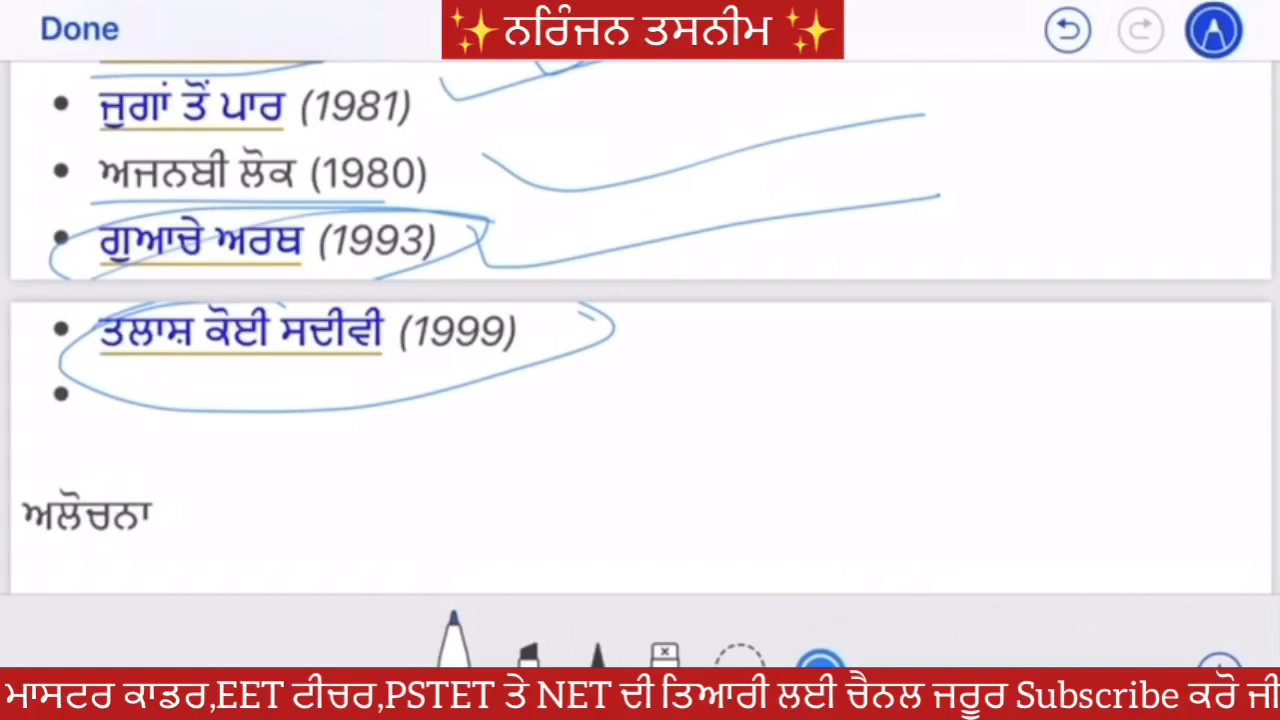 Done
✨ਨਰਿੰਜਨ ਤਸਨੀਮ ✨
• ਜੁਗਾਂ ਤੋਂ ਪਾਰ (1981)
• ਅਜਨਬੀ ਲੋਕ (1980)
• ਗੁਆਚੇ ਅਰਥ (1993)
• ਤਲਾਸ਼ ਕੋਈ ਸਦੀਵੀ (1999)
•
ਅਲੋਚਨਾ
ਮਾਸਟਰ ਕਾਡਰ,EET ਟੀਚਰ,PSTET ਤੇ NET ਦੀ ਤਿਆਰੀ ਲਈ ਚੈਨਲ ਜਰੂਰ Subscribe ਕਰੋ ਜੀ